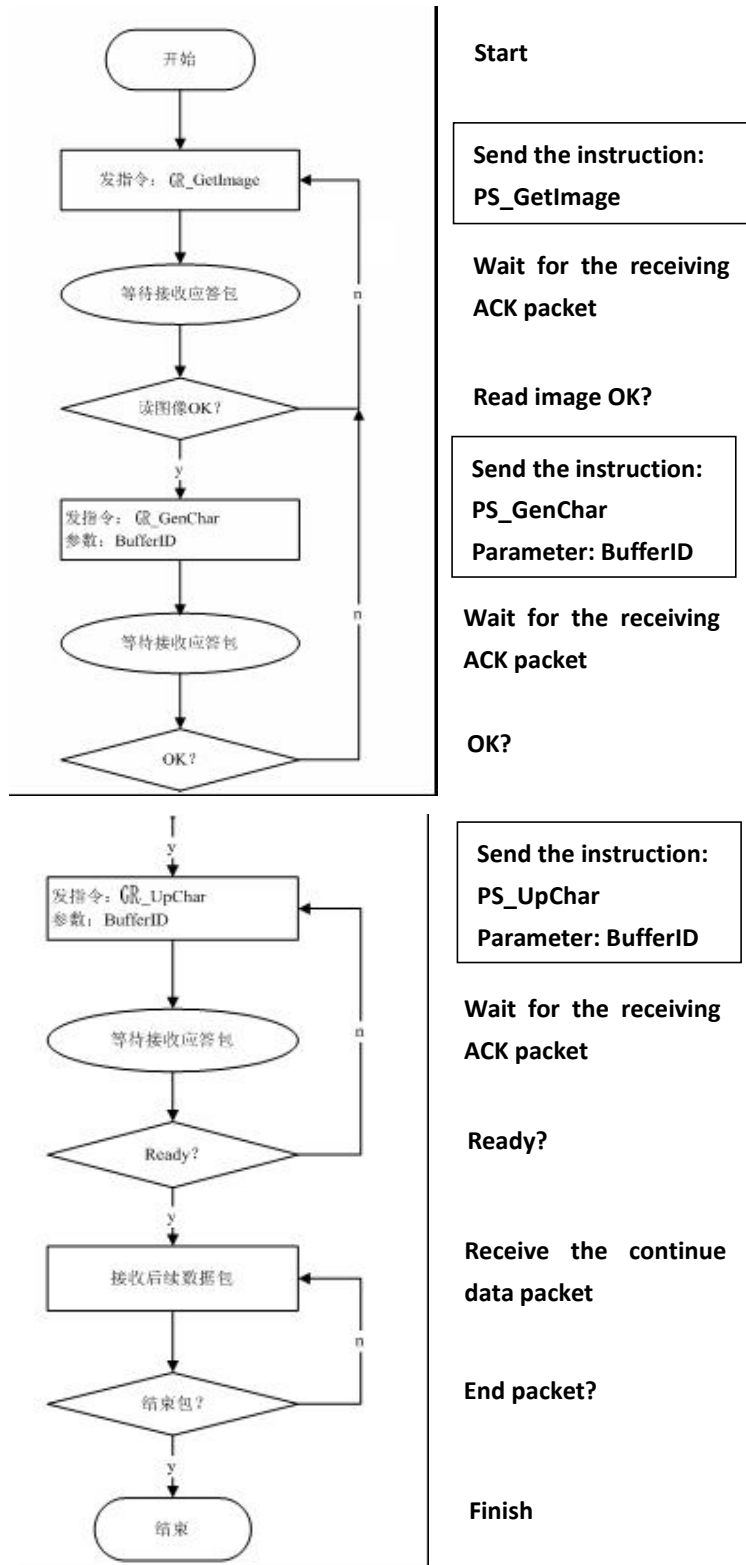 开始
Start
发指令：GR_GetImage
Send the instruction:
PS_GetImage
等待接收应答包
n
Wait for the receiving
ACK packet
读图像OK?
Read image OK?
y
发指令：GR_GenChar
参数：BufferID
Send the instruction:
PS_GenChar
Parameter: BufferID
等待接收应答包
n
Wait for the receiving
ACK packet
OK?
OK?
y
发指令：GR_UpChar
参数：BufferID
Send the instruction:
PS_UpChar
Parameter: BufferID
等待接收应答包
n
Wait for the receiving
ACK packet
Ready?
Ready?
y
接收后续数据包
Receive the continue
data packet
n
结束包?
End packet?
y
结束
Finish